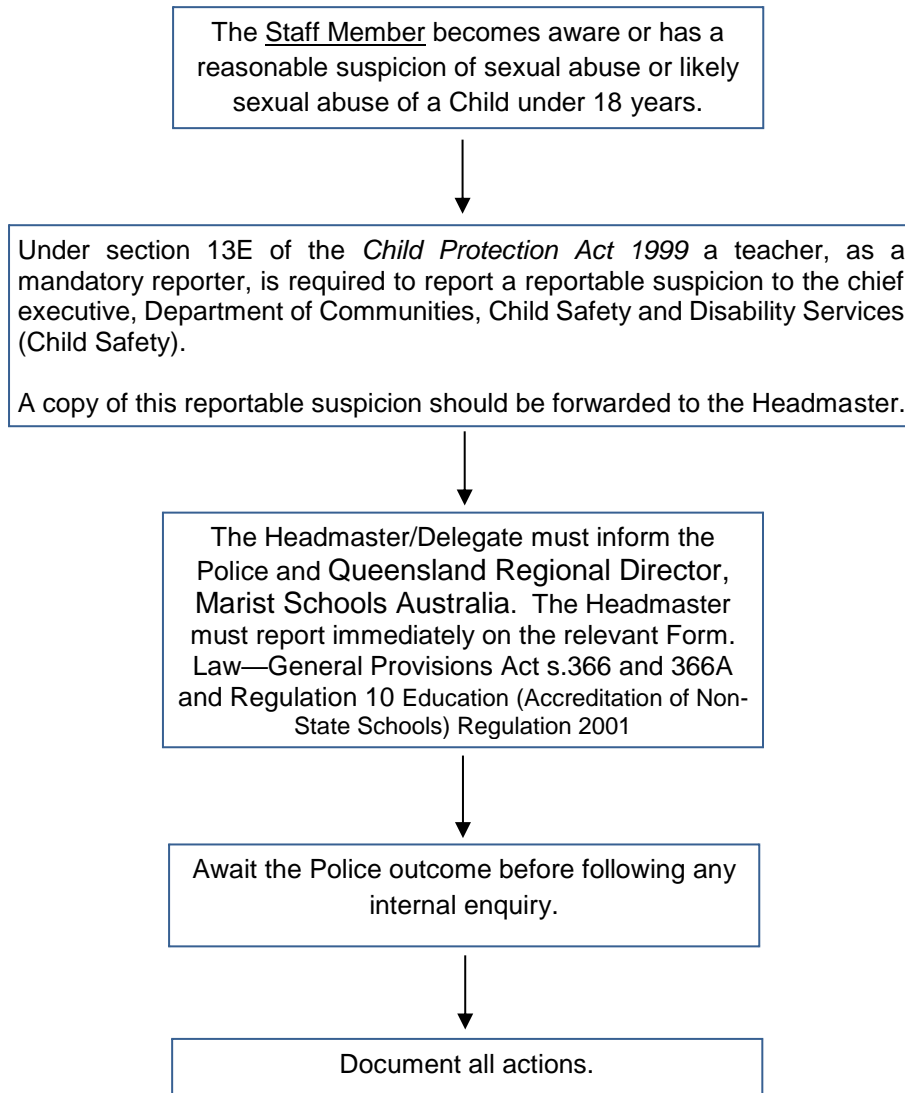 The Staff Member becomes aware or has a
reasonable suspicion of sexual abuse or likely
sexual abuse of a Child under 18 years.
Under section 13E of the Child Protection Act 1999 a teacher, as a
mandatory reporter, is required to report a reportable suspicion to the chief
executive, Department of Communities, Child Safety and Disability Services
(Child Safety).
A copy of this reportable suspicion should be forwarded to the Headmaster.
The Headmaster/Delegate must inform the
Police and Queensland Regional Director,
Marist Schools Australia.  The Headmaster
must report immediately on the relevant Form.
Law—General Provisions Act s.366 and 366A
and Regulation 10 Education (Accreditation of Non-
State Schools) Regulation 2001
Await the Police outcome before following any
internal enquiry.
Document all actions.